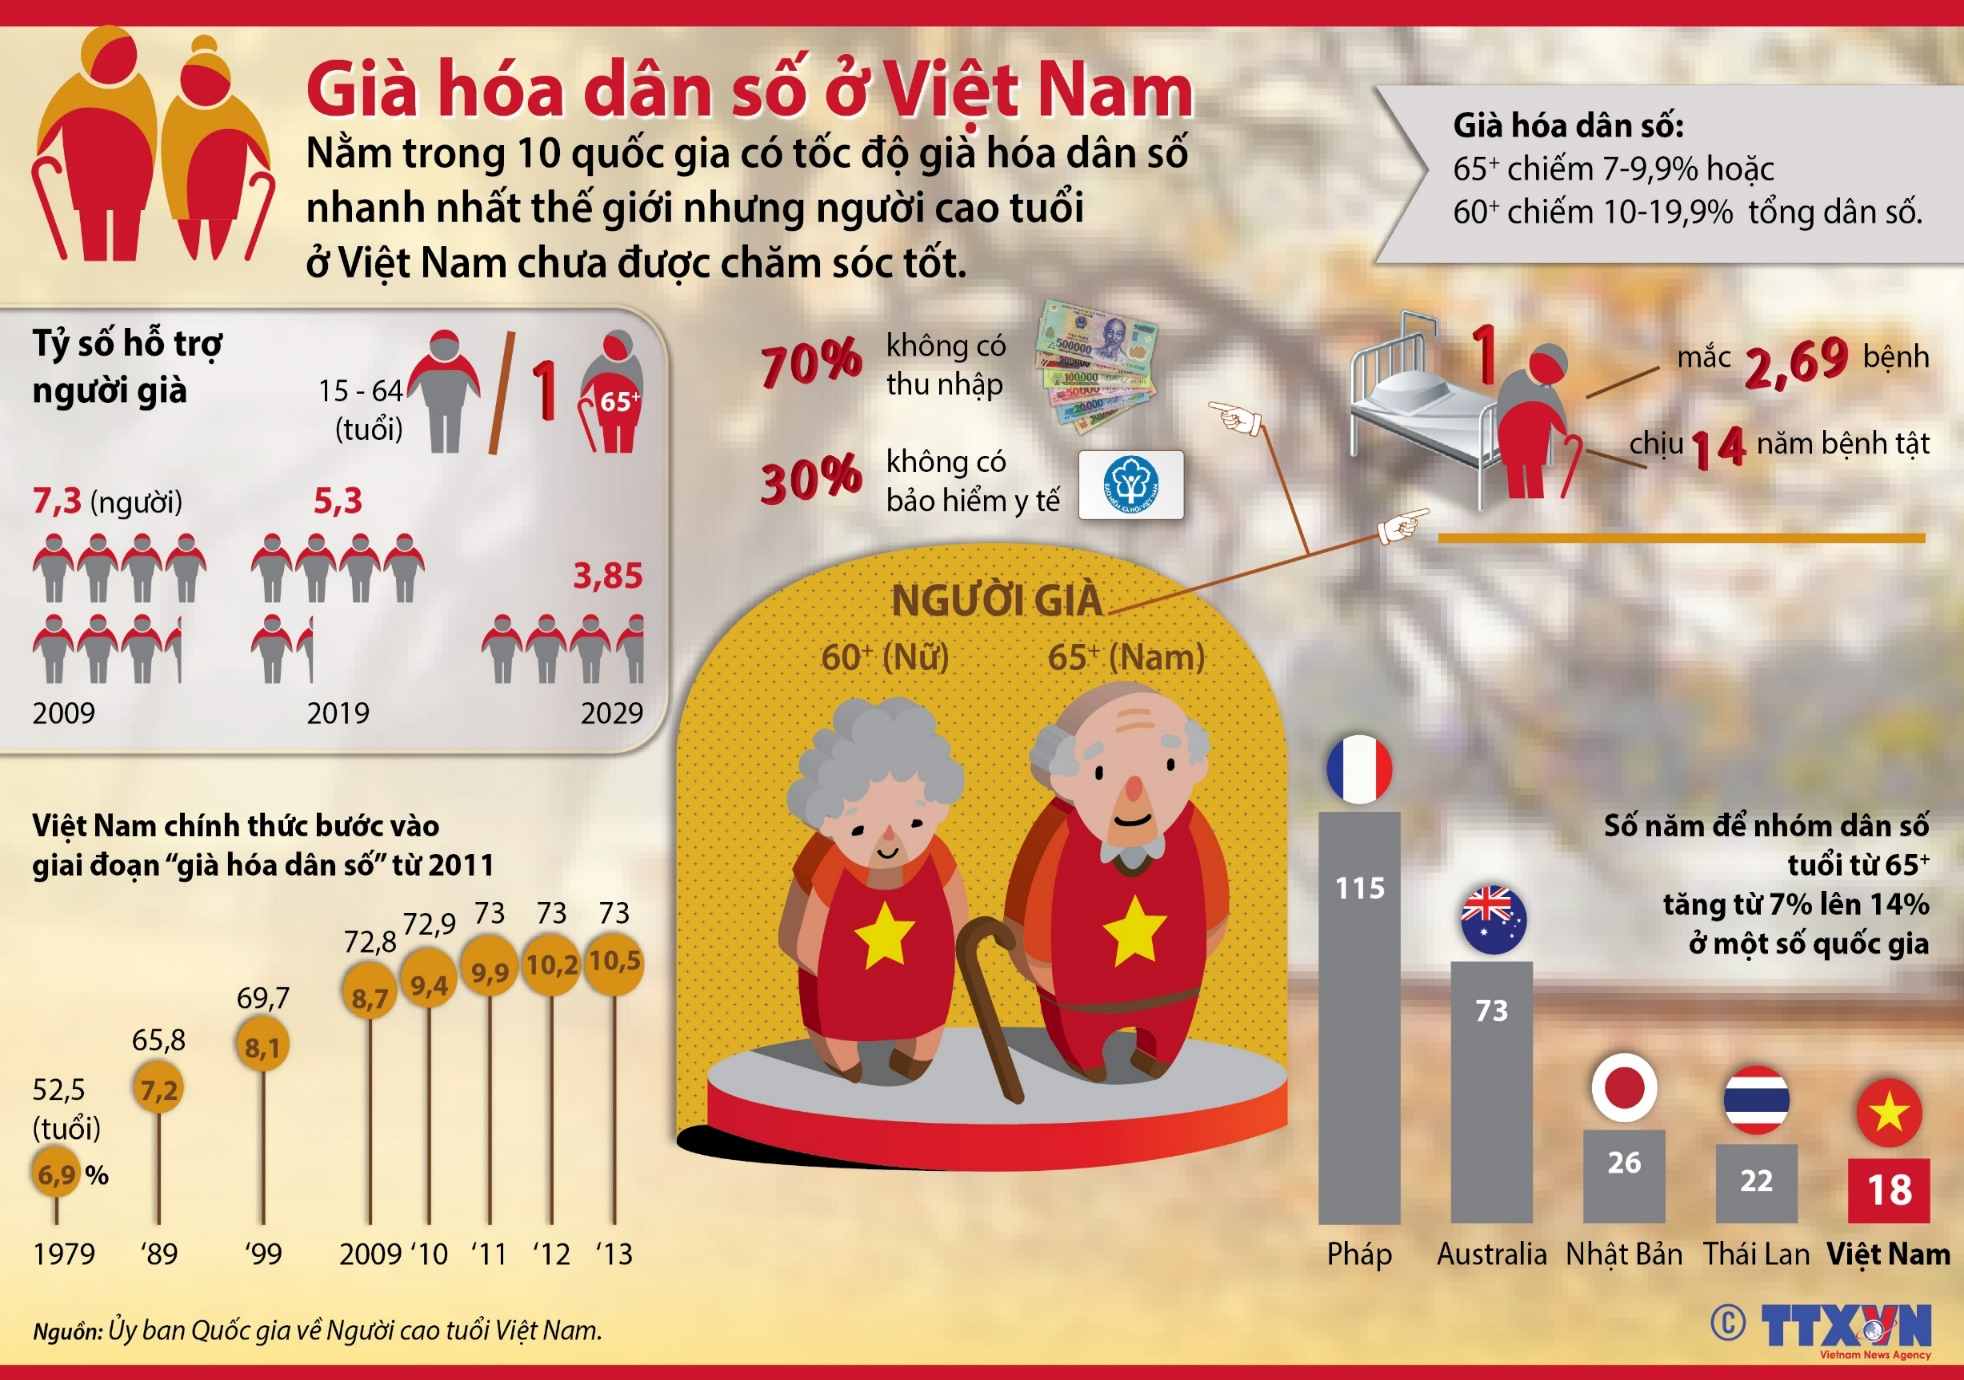 Già hóa dân số ở Việt Nam
Nằm trong 10 quốc gia có tốc độ già hóa dân số
nhanh nhất thế giới nhưng người cao tuổi
ở Việt Nam chưa được chăm sóc tốt.
Già hóa dân số:
65+ chiếm 7-9,9% hoặc
60+ chiếm 10-19,9% tổng dân số.
Tỷ số hỗ trợ
người già
15 - 64
(tuổi)
1
65+
7,3 (người)
5,3
3,85
2009
2019
2029
70%
không có
thu nhập
30%
không có
bảo hiểm y tế
1
mắc 2,69 bệnh
chịu 14 năm bệnh tật
NGƯỜI GIÀ
60+ (Nữ)
65+ (Nam)
Việt Nam chính thức bước vào
giai đoạn “già hóa dân số” từ 2011
52,5
(tuổi)
65,8
69,7
72,8
72,9
73
73
73
6,9 %
7,2
8,1
8,7
9,4
9,9
10,2
10,5
1979
‘89
‘99
2009
‘10
‘11
‘12
‘13
Số năm để nhóm dân số
tuổi từ 65+
tăng từ 7% lên 14%
ở một số quốc gia
115
73
26
22
18
Pháp
Australia
Nhật Bản
Thái Lan
Việt Nam
Nguồn: Ủy ban Quốc gia về Người cao tuổi Việt Nam.
© TTXVN
Vietnam News Agency